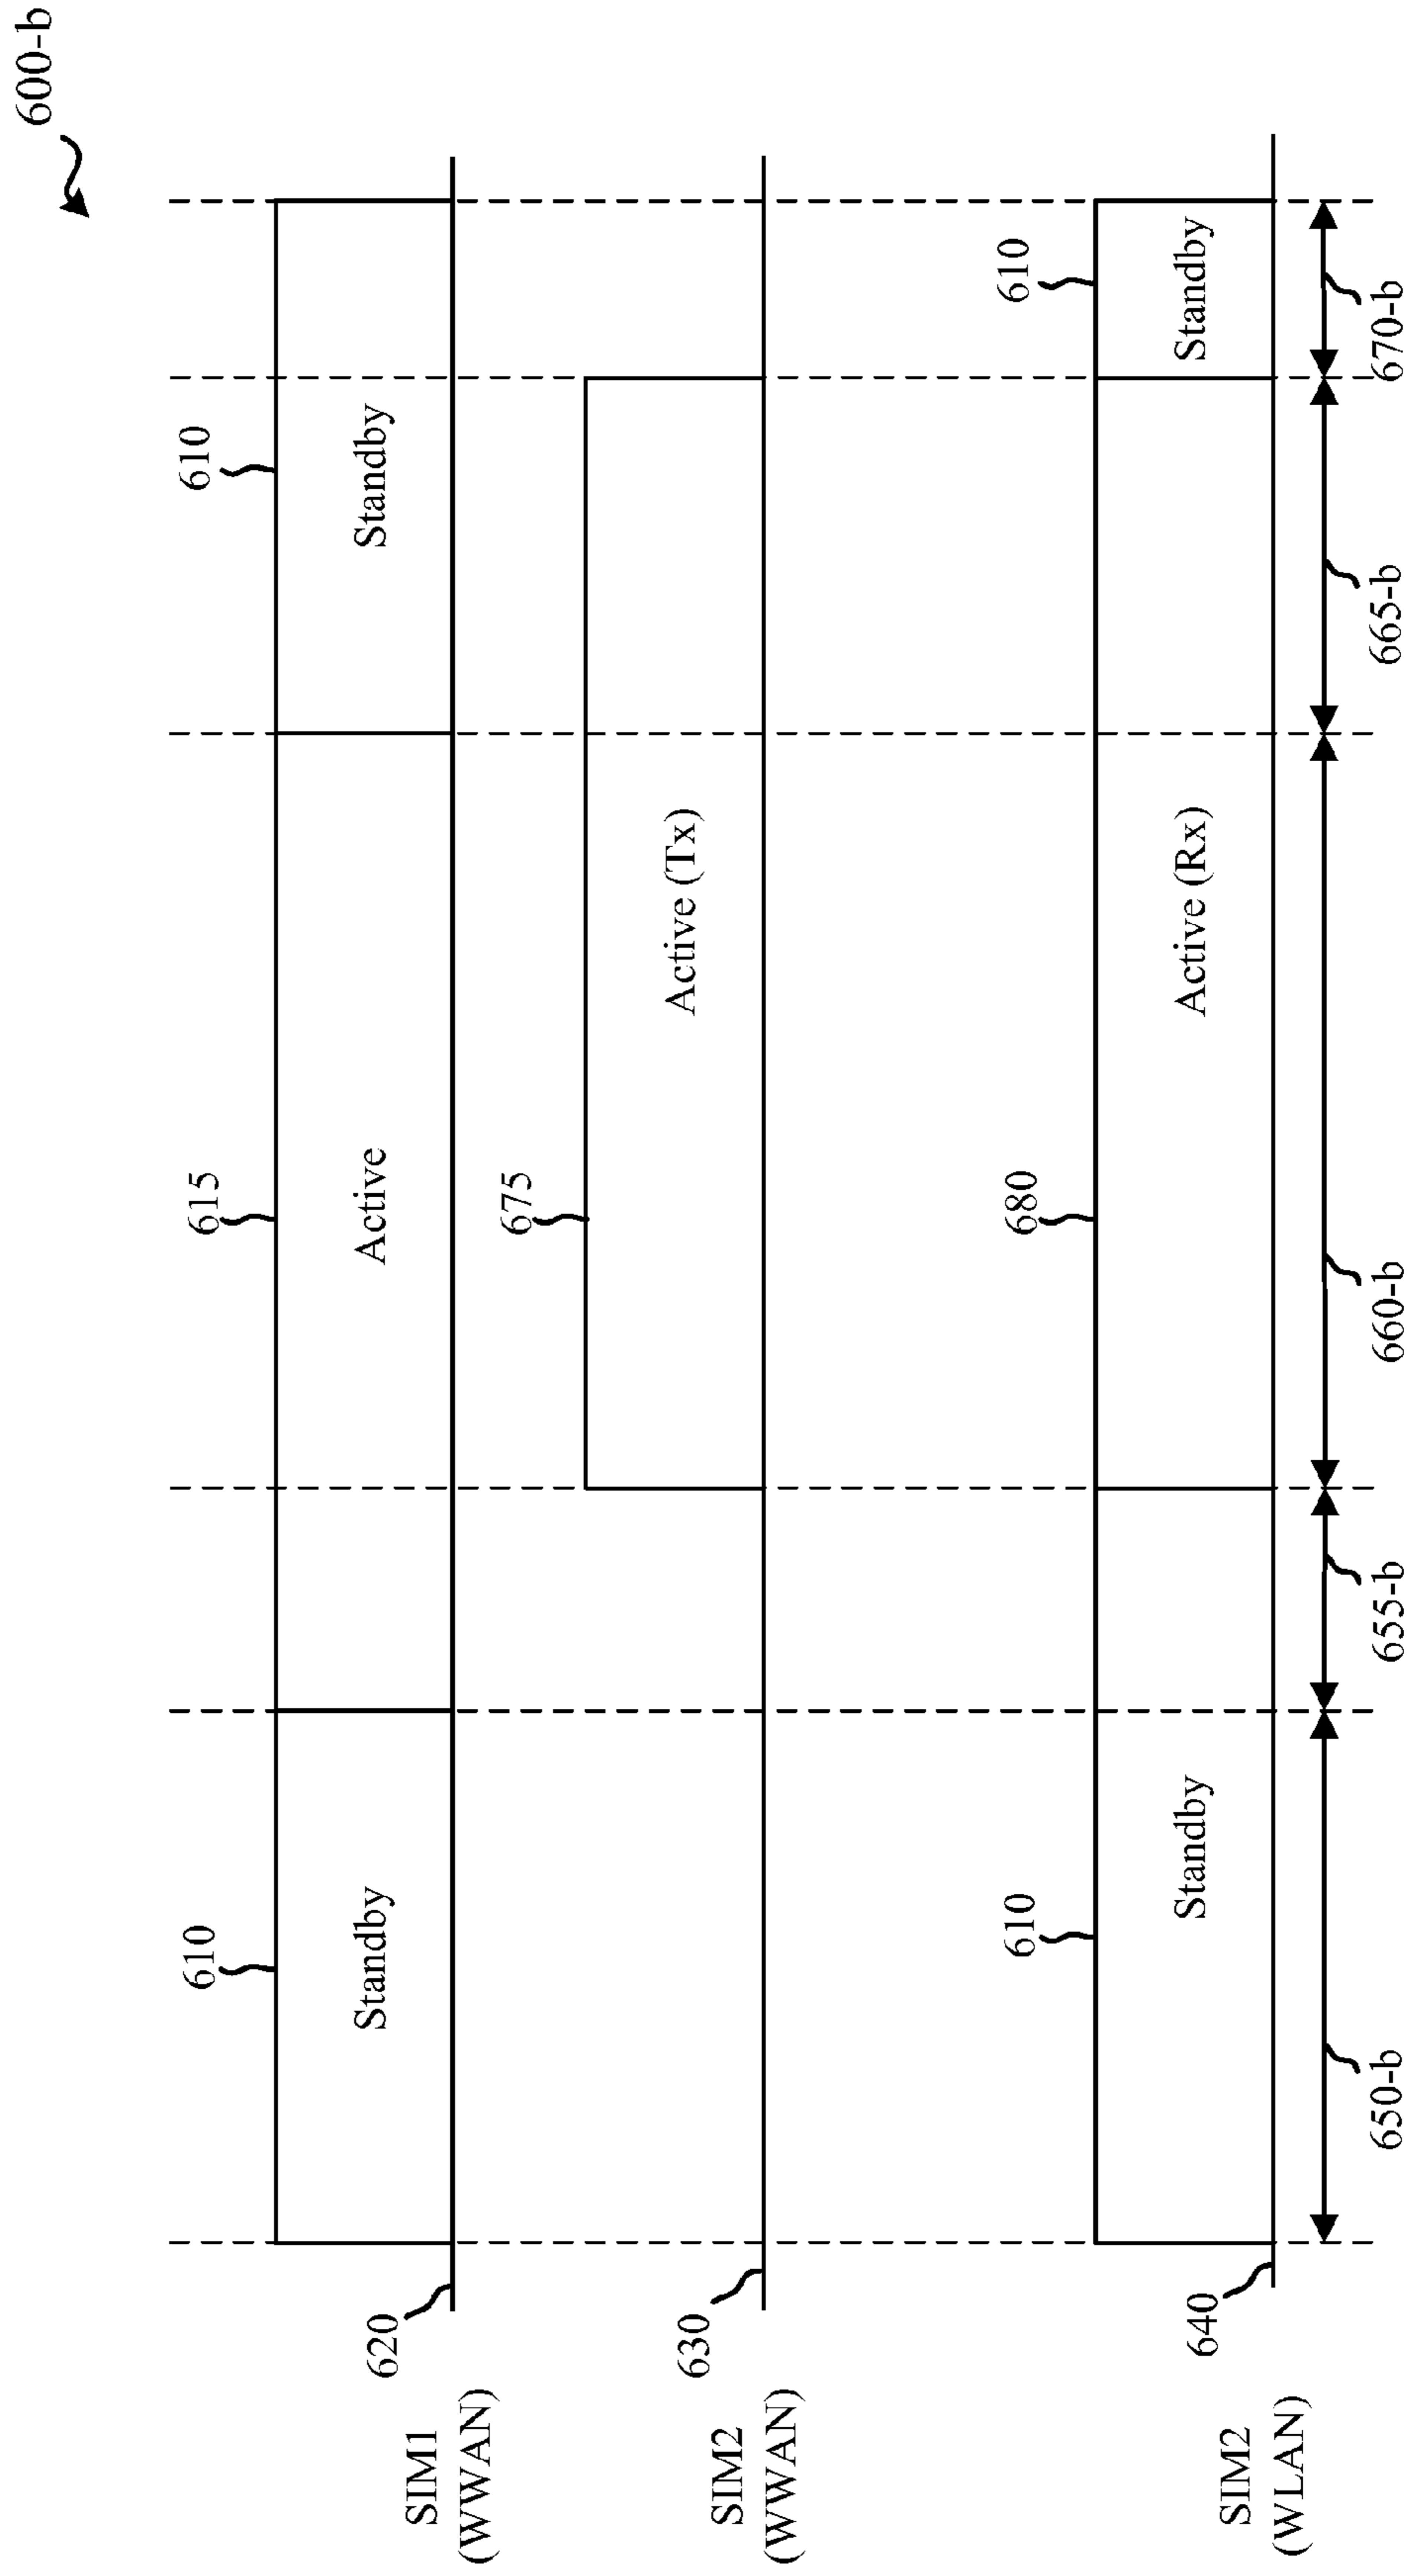 600-b
610
615
610
Standby
Active
Standby
620
SIM1
(WWAN)
675
Active (Tx)
630
SIM2
(WWAN)
610
680
610
Standby
Active (Rx)
Standby
640
SIM2
(WLAN)
650-b
655-b
660-b
665-b
670-b